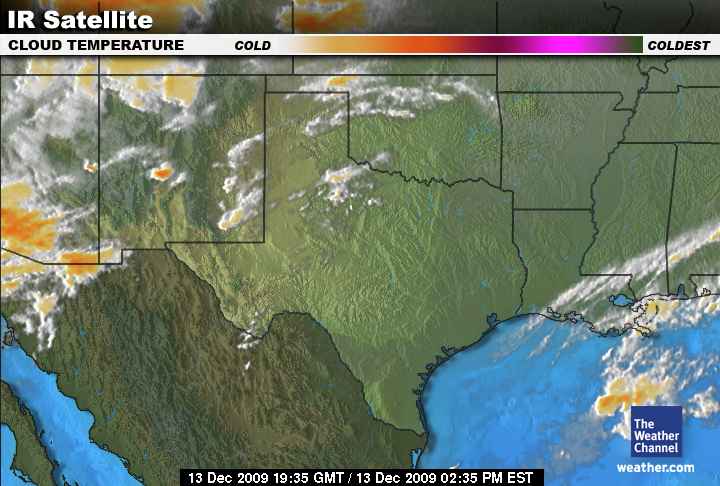 IR Satellite
CLOUD TEMPERATURE COLD COLDEST
The
Weather
Channel
weather.com
13 Dec 2009 19:35 GMT / 13 Dec 2009 02:35 PM EST